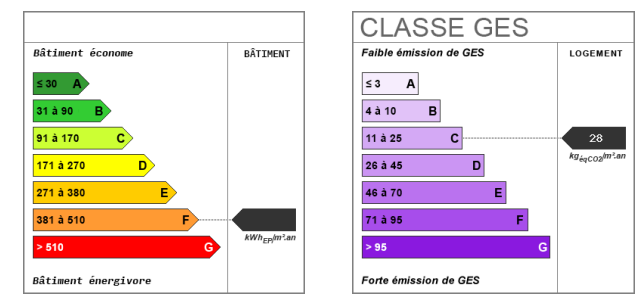 Bâtiment économe
BÂTIMENT
≤ 30 A
31 à 90 B
91 à 170 C
171 à 270 D
271 à 380 E
381 à 510 F
kWhEP/m².an
> 510 G
Bâtiment énergivore
CLASSE GES
Faible émission de GES
LOGEMENT
≤ 3 A
4 à 10 B
11 à 25 C
28
kgéqCO2/m².an
26 à 45 D
46 à 70 E
71 à 95 F
> 95 G
Forte émission de GES